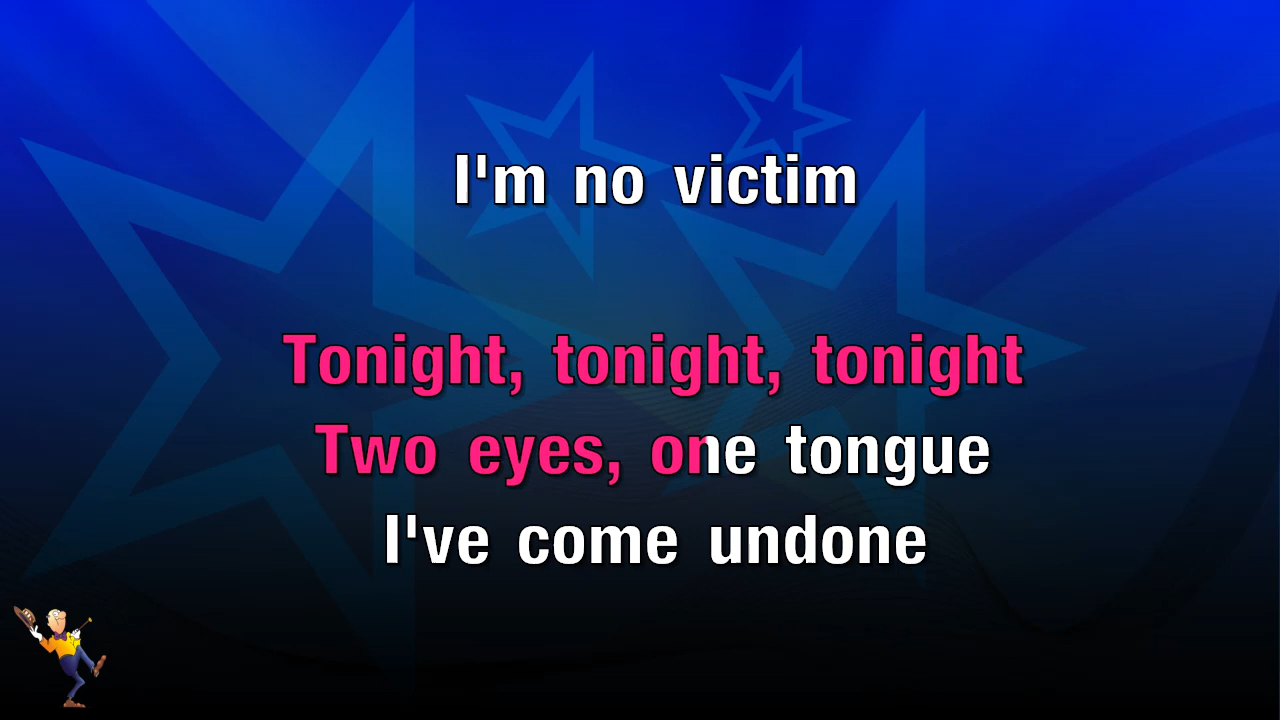 I'm no victim
Tonight, tonight, tonight
Two eyes, one tongue
I've come undone